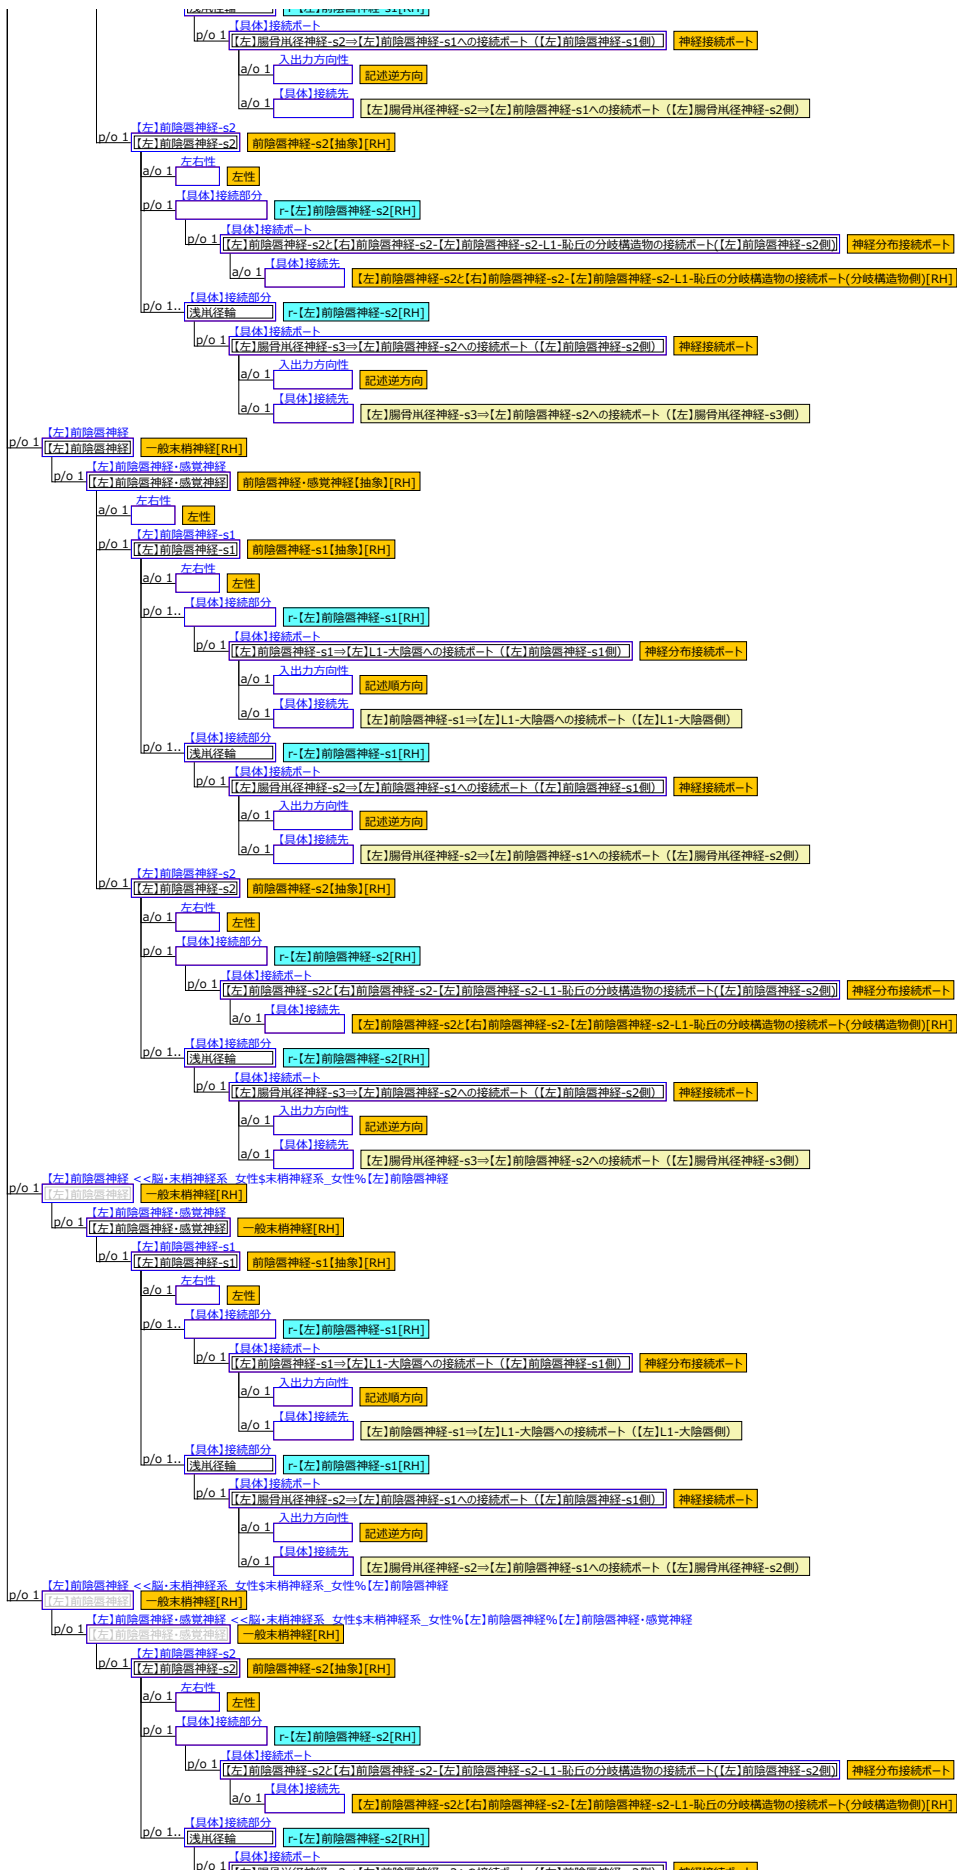 浅鼡径輪 r-【左】前陰唇神経-s1[RH]
【具体】接続ポート
p/o 1 【左】腸骨鼡径神経-s2⇒【左】前陰唇神経-s1への接続ポート（【左】前陰唇神経-s1側） 神経接続ポート
入出力方向性
a/o 1 記述逆方向
【具体】接続先
a/o 1 【左】腸骨鼡径神経-s2⇒【左】前陰唇神経-s1への接続ポート（【左】腸骨鼡径神経-s2側）
【左】前陰唇神経-s2
p/o 1 【左】前陰唇神経-s2 前陰唇神経-s2【抽象】[RH]
左右性
a/o 1 左性
【具体】接続部分
p/o 1 r-【左】前陰唇神経-s2[RH]
【具体】接続ポート
p/o 1 【左】前陰唇神経-s2と【右】前陰唇神経-s2-【左】前陰唇神経-s2-L1-恥丘の分岐構造物の接続ポート(【左】前陰唇神経-s2側) 神経分布接続ポート
【具体】接続先
a/o 1 【左】前陰唇神経-s2と【右】前陰唇神経-s2-【左】前陰唇神経-s2-L1-恥丘の分岐構造物の接続ポート(分岐構造物側)[RH]
【具体】接続部分
p/o 1.. 浅鼡径輪 r-【左】前陰唇神経-s2[RH]
【具体】接続ポート
p/o 1 【左】腸骨鼡径神経-s3⇒【左】前陰唇神経-s2への接続ポート（【左】前陰唇神経-s2側） 神経接続ポート
入出力方向性
a/o 1 記述逆方向
【具体】接続先
a/o 1 【左】腸骨鼡径神経-s3⇒【左】前陰唇神経-s2への接続ポート（【左】腸骨鼡径神経-s3側）
【左】前陰唇神経
p/o 1 【左】前陰唇神経 一般末梢神経[RH]
【左】前陰唇神経・感覚神経
p/o 1 【左】前陰唇神経・感覚神経 前陰唇神経・感覚神経【抽象】[RH]
左右性
a/o 1 左性
【左】前陰唇神経-s1
p/o 1 【左】前陰唇神経-s1 前陰唇神経-s1【抽象】[RH]
左右性
a/o 1 左性
【具体】接続部分
p/o 1.. r-【左】前陰唇神経-s1[RH]
【具体】接続ポート
p/o 1 【左】前陰唇神経-s1⇒【左】L1-大陰唇への接続ポート（【左】前陰唇神経-s1側） 神経分布接続ポート
入出力方向性
a/o 1 記述順方向
【具体】接続先
a/o 1 【左】前陰唇神経-s1⇒【左】L1-大陰唇への接続ポート（【左】L1-大陰唇側）
【具体】接続部分
p/o 1.. 浅鼡径輪 r-【左】前陰唇神経-s1[RH]
【具体】接続ポート
p/o 1 【左】腸骨鼡径神経-s2⇒【左】前陰唇神経-s1への接続ポート（【左】前陰唇神経-s1側） 神経接続ポート
入出力方向性
a/o 1 記述逆方向
【具体】接続先
a/o 1 【左】腸骨鼡径神経-s2⇒【左】前陰唇神経-s1への接続ポート（【左】腸骨鼡径神経-s2側）
【左】前陰唇神経-s2
p/o 1 【左】前陰唇神経-s2 前陰唇神経-s2【抽象】[RH]
左右性
a/o 1 左性
【具体】接続部分
p/o 1 r-【左】前陰唇神経-s2[RH]
【具体】接続ポート
p/o 1 【左】前陰唇神経-s2と【右】前陰唇神経-s2-【左】前陰唇神経-s2-L1-恥丘の分岐構造物の接続ポート(【左】前陰唇神経-s2側) 神経分布接続ポート
【具体】接続先
a/o 1 【左】前陰唇神経-s2と【右】前陰唇神経-s2-【左】前陰唇神経-s2-L1-恥丘の分岐構造物の接続ポート(分岐構造物側)[RH]
【具体】接続部分
p/o 1.. 浅鼡径輪 r-【左】前陰唇神経-s2[RH]
【具体】接続ポート
p/o 1 【左】腸骨鼡径神経-s3⇒【左】前陰唇神経-s2への接続ポート（【左】前陰唇神経-s2側） 神経接続ポート
入出力方向性
a/o 1 記述逆方向
【具体】接続先
a/o 1 【左】腸骨鼡径神経-s3⇒【左】前陰唇神経-s2への接続ポート（【左】腸骨鼡径神経-s3側）
【左】前陰唇神経 <<脳・末梢神経系_女性$末梢神経系_女性%【左】前陰唇神経
p/o 1 【左】前陰唇神経 一般末梢神経[RH]
【左】前陰唇神経・感覚神経
p/o 1 【左】前陰唇神経・感覚神経 一般末梢神経[RH]
【左】前陰唇神経-s1
p/o 1 【左】前陰唇神経-s1 前陰唇神経-s1【抽象】[RH]
左右性
a/o 1 左性
【具体】接続部分
p/o 1.. r-【左】前陰唇神経-s1[RH]
【具体】接続ポート
p/o 1 【左】前陰唇神経-s1⇒【左】L1-大陰唇への接続ポート（【左】前陰唇神経-s1側） 神経分布接続ポート
入出力方向性
a/o 1 記述順方向
【具体】接続先
a/o 1 【左】前陰唇神経-s1⇒【左】L1-大陰唇への接続ポート（【左】L1-大陰唇側）
【具体】接続部分
p/o 1.. 浅鼡径輪 r-【左】前陰唇神経-s1[RH]
【具体】接続ポート
p/o 1 【左】腸骨鼡径神経-s2⇒【左】前陰唇神経-s1への接続ポート（【左】前陰唇神経-s1側） 神経接続ポート
入出力方向性
a/o 1 記述逆方向
【具体】接続先
a/o 1 【左】腸骨鼡径神経-s2⇒【左】前陰唇神経-s1への接続ポート（【左】腸骨鼡径神経-s2側）
【左】前陰唇神経 <<脳・末梢神経系_女性$末梢神経系_女性%【左】前陰唇神経
p/o 1 【左】前陰唇神経 一般末梢神経[RH]
【左】前陰唇神経・感覚神経 <<脳・末梢神経系_女性$末梢神経系_女性%【左】前陰唇神経%【左】前陰唇神経・感覚神経
p/o 1 【左】前陰唇神経・感覚神経 一般末梢神経[RH]
【左】前陰唇神経-s2
p/o 1 【左】前陰唇神経-s2 前陰唇神経-s2【抽象】[RH]
左右性
a/o 1 左性
【具体】接続部分
p/o 1 r-【左】前陰唇神経-s2[RH]
【具体】接続ポート
p/o 1 【左】前陰唇神経-s2と【右】前陰唇神経-s2-【左】前陰唇神経-s2-L1-恥丘の分岐構造物の接続ポート(【左】前陰唇神経-s2側) 神経分布接続ポート
【具体】接続先
a/o 1 【左】前陰唇神経-s2と【右】前陰唇神経-s2-【左】前陰唇神経-s2-L1-恥丘の分岐構造物の接続ポート(分岐構造物側)[RH]
【具体】接続部分
p/o 1.. 浅鼡径輪 r-【左】前陰唇神経-s2[RH]
【具体】接続ポート
p/o 1 【左】腸骨鼡径神経-s3⇒【左】前陰唇神経-s2への接続ポート（【左】前陰唇神経-s2側） 神経接続ポート